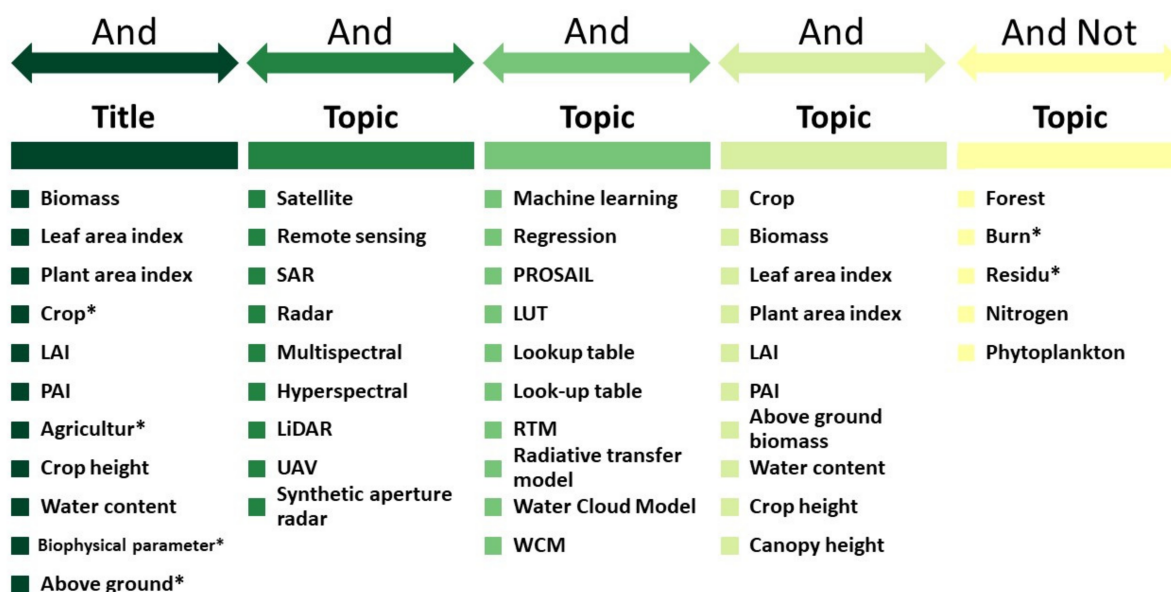 And
And
And
And
And Not
Title
Topic
Topic
Topic
Topic
Biomass
Leaf area index
Plant area index
Crop*
LAI
PAI
Agricultur*
Crop height
Water content
Biophysical parameter*
Above ground*
Satellite
Remote sensing
SAR
Radar
Multispectral
Hyperspectral
LiDAR
UAV
Synthetic aperture
radar
Machine learning
Regression
PROSAIL
LUT
Lookup table
Look-up table
RTM
Radiative transfer
model
Water Cloud Model
WCM
Crop
Biomass
Leaf area index
Plant area index
LAI
PAI
Above ground
biomass
Water content
Crop height
Canopy height
Forest
Burn*
Residu*
Nitrogen
Phytoplankton